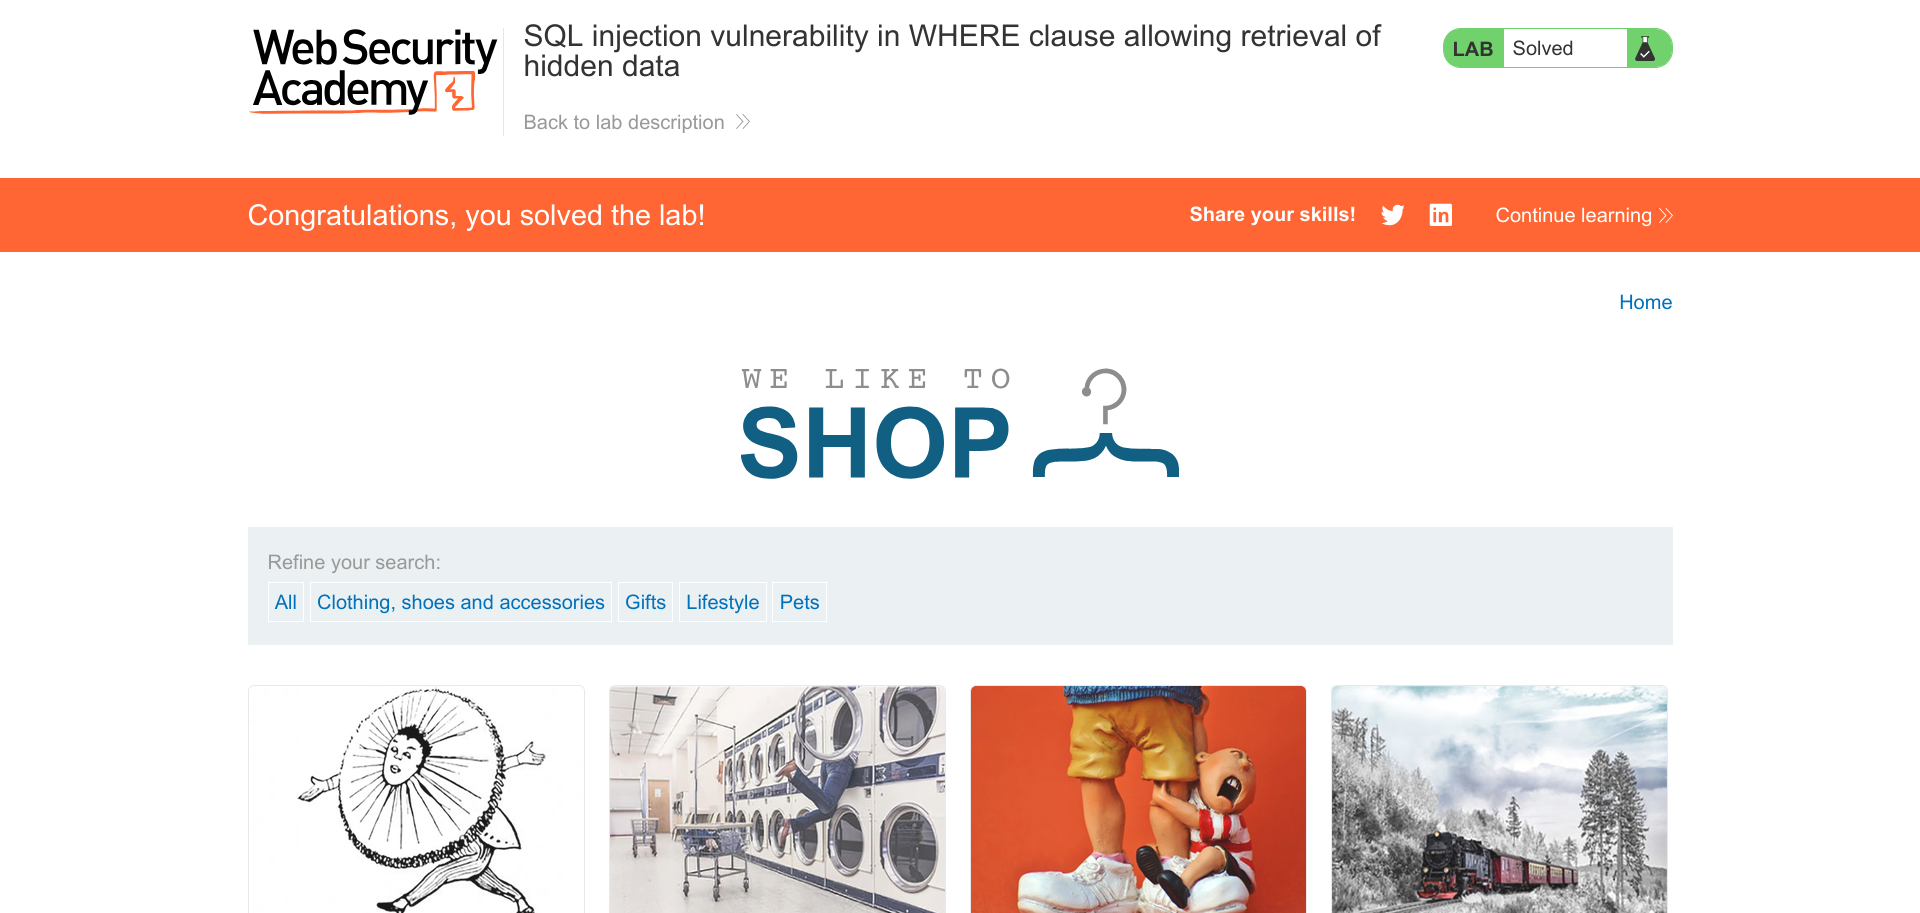 Web Security
Academy
SQL injection vulnerability in WHERE clause allowing retrieval of
hidden data
Back to lab description
LAB Solved
Congratulations, you solved the lab!
Share your skills!
Continue learning
Home
WE LIKE TO
SHOP
Refine your search:
All
Clothing, shoes and accessories
Gifts
Lifestyle
Pets